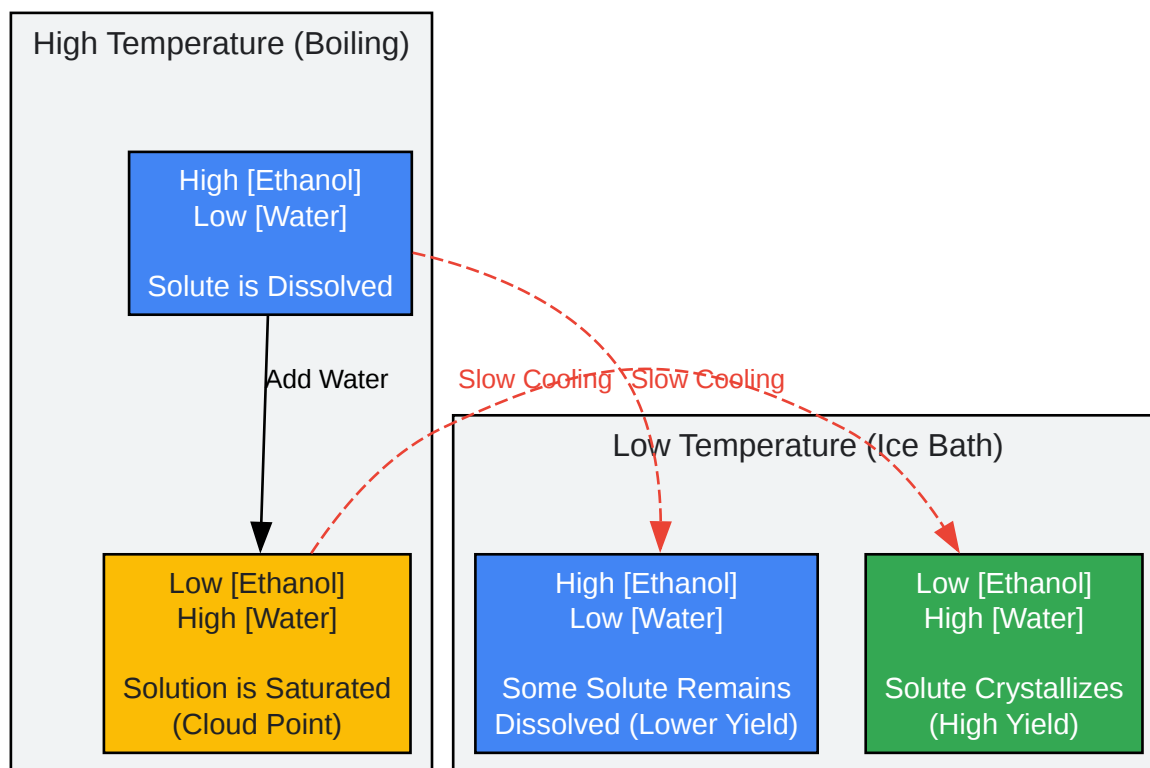 High Temperature (Boiling)
High [Ethanol]
Low [Water]
Solute is Dissolved
Add Water
Slow Cooling
Slow Cooling
Low Temperature (Ice Bath)
Low [Ethanol]
High [Water]
Solution is Saturated
(Cloud Point)
High [Ethanol]
Low [Water]
Some Solute Remains
Dissolved (Lower Yield)
Low [Ethanol]
High [Water]
Solute Crystallizes
(High Yield)